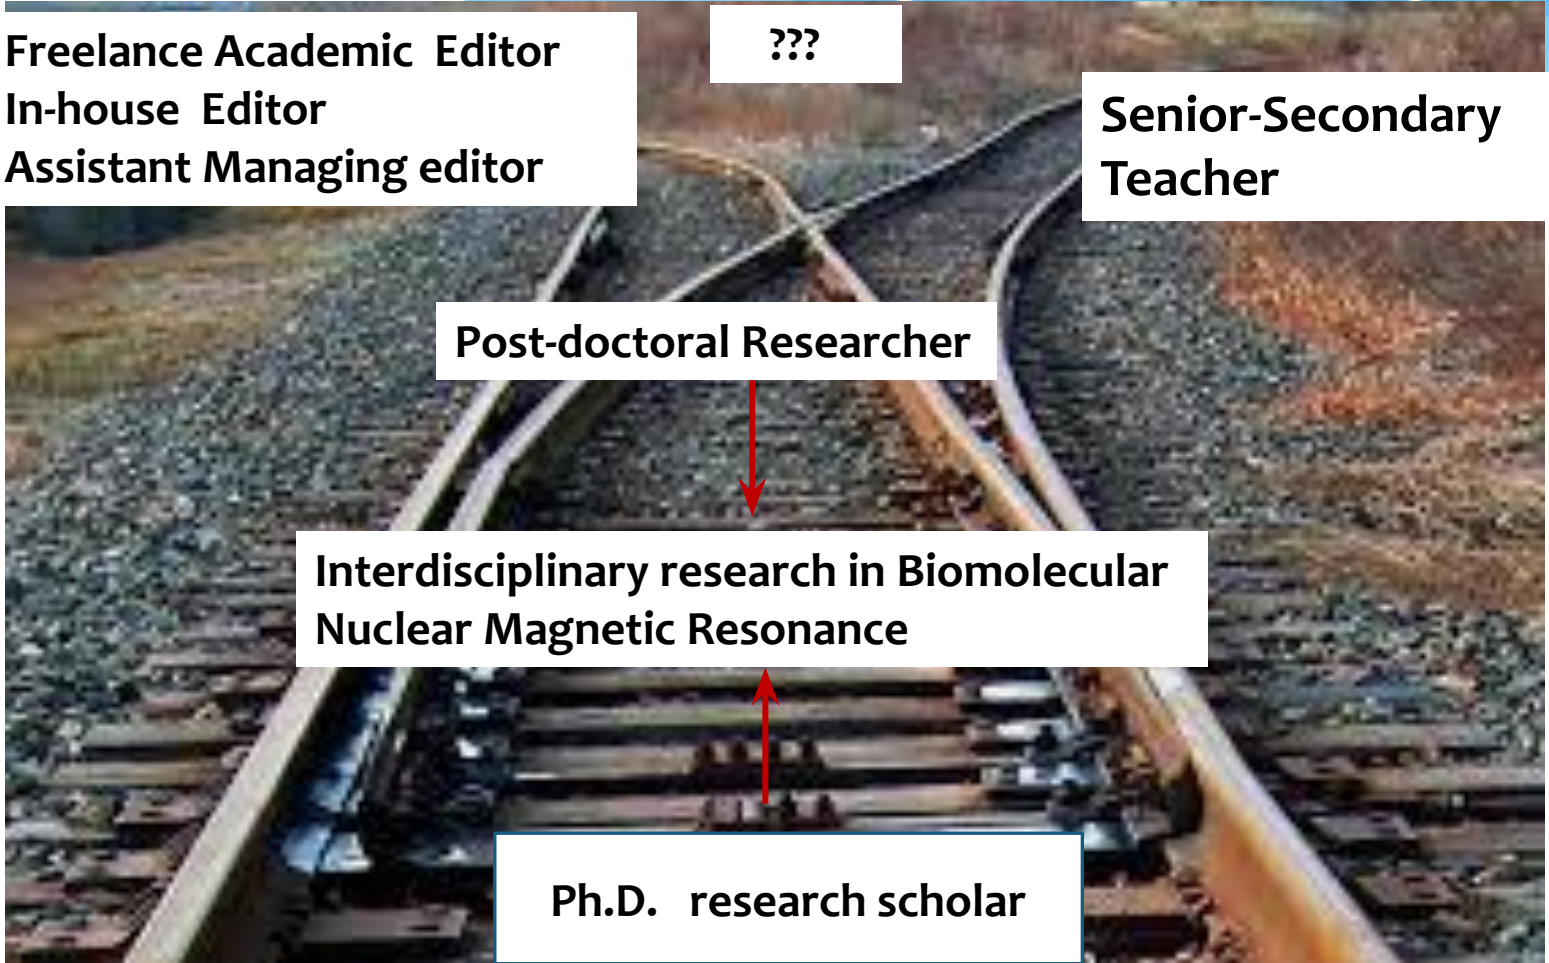 Freelance Academic Editor
In-house Editor
Assistant Managing editor
???
Senior-Secondary
Teacher
Post-doctoral Researcher
Interdisciplinary research in Biomolecular
Nuclear Magnetic Resonance
Ph.D. research scholar